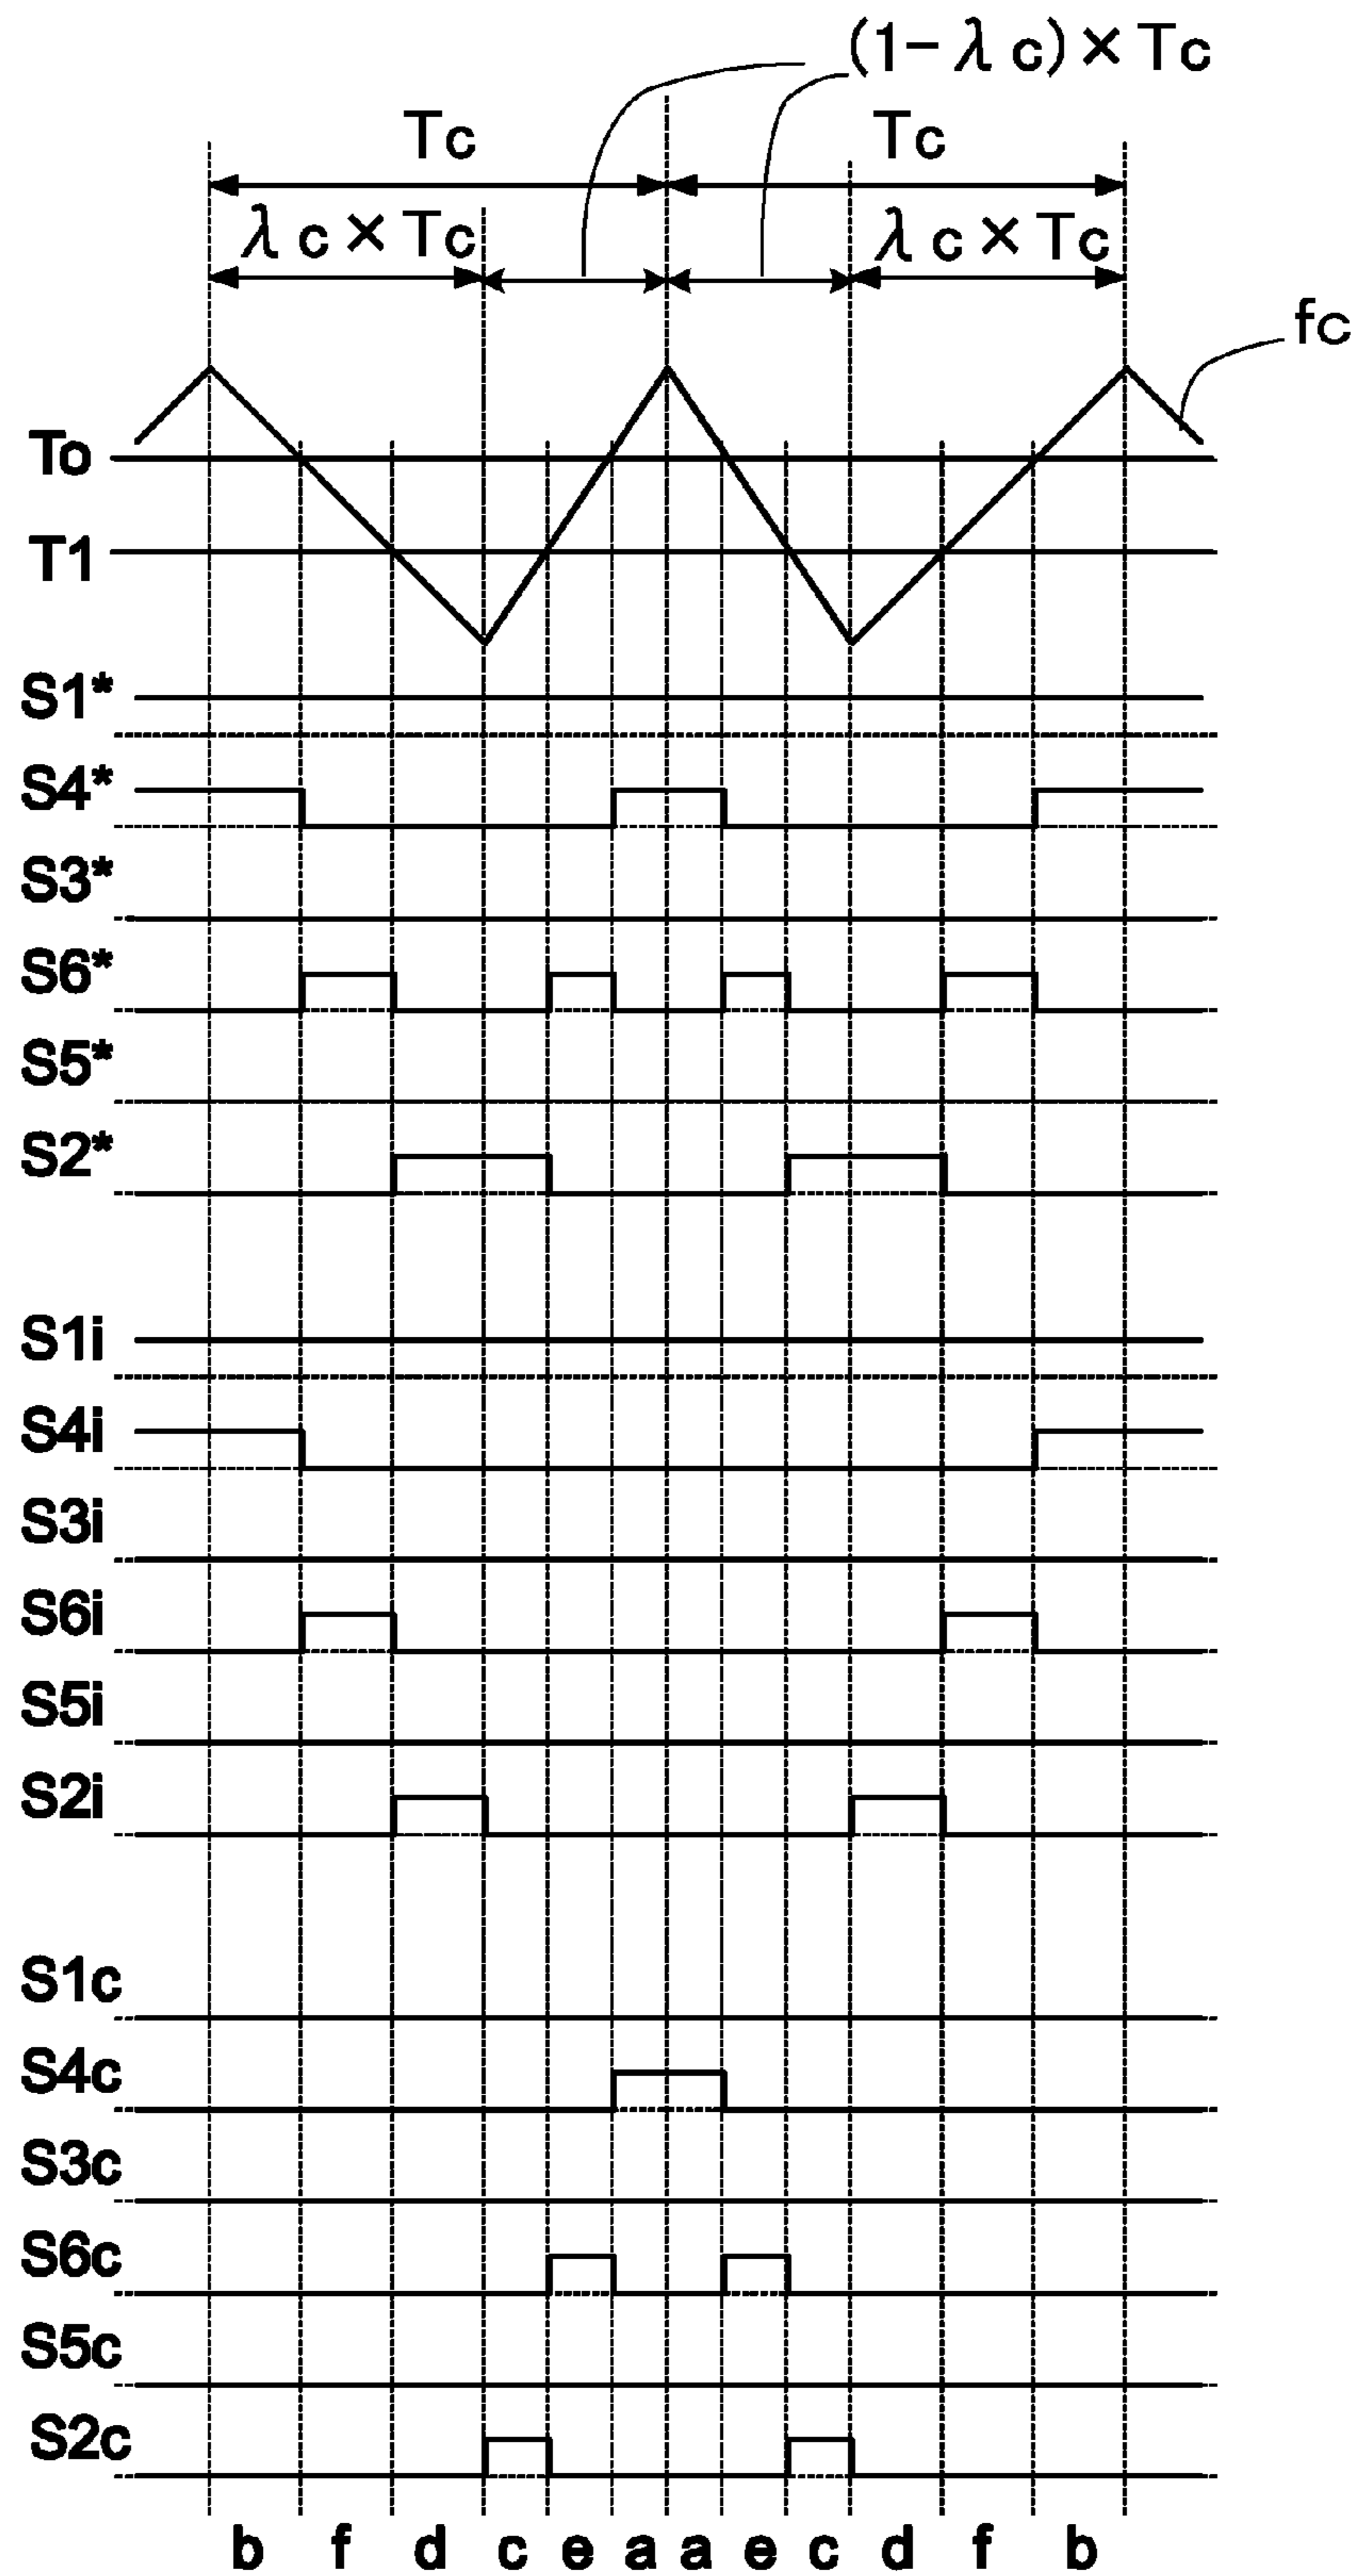 (1-λc)×Tc
Tc Tc
λc×Tc λc×Tc
fc
To
T1
S1*
S4*
S3*
S6*
S5*
S2*
S1i
S4i
S3i
S6i
S5i
S2i
S1c
S4c
S3c
S6c
S5c
S2c
b f d c e a a e c d f b